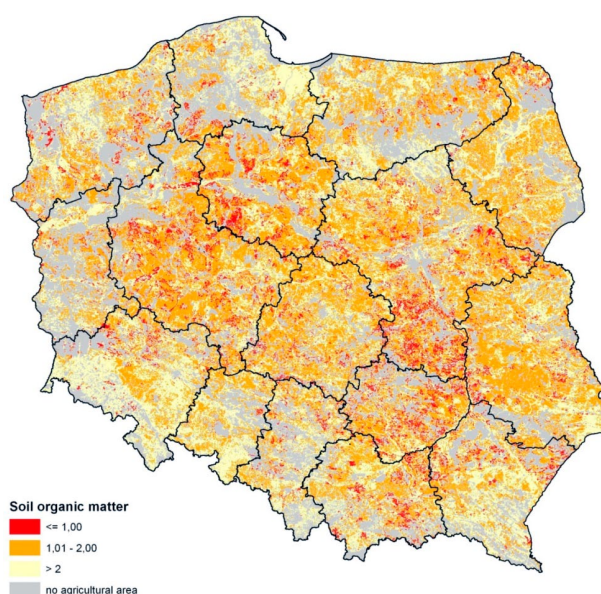 Soil organic matter
<= 1,00
1,01 - 2,00
> 2
no agricultural area